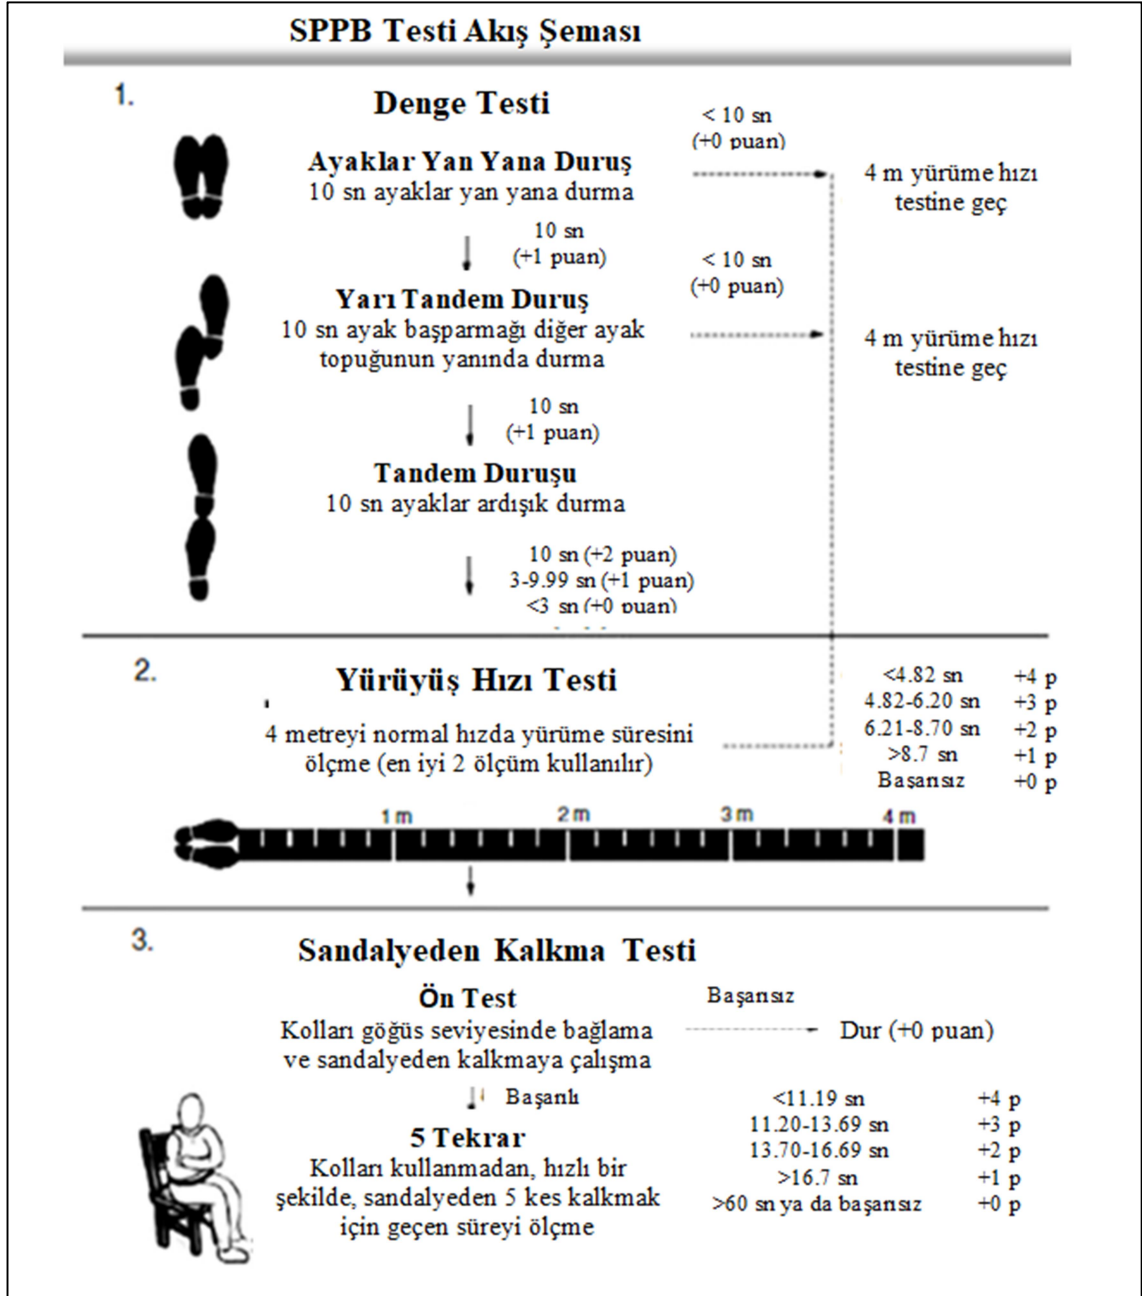 SPPB Testi Akış Şeması
1.
Denge Testi
< 10 sn
(+0 puan)
Ayaklar Yan Yana Duruş
10 sn ayaklar yan yana durma
4 m yürüme hızı
testine geç
10 sn
(+1 puan)
< 10 sn
(+0 puan)
Yarı Tandem Duruş
10 sn ayak başparmağı diğer ayak
topuğunun yanında durma
4 m yürüme hızı
testine geç
10 sn
(+1 puan)
Tandem Duruşu
10 sn ayaklar ardışık durma
10 sn (+2 puan)
3-9.99 sn (+1 puan)
<3 sn (+0 puan)
2.
Yürüyüş Hızı Testi
4 metreyi normal hızda yürüme süresini
ölçme (en iyi 2 ölçüm kullanılır)
<4.82 sn +4 p
4.82-6.20 sn +3 p
6.21-8.70 sn +2 p
>8.7 sn +1 p
Başarısız +0 p
1 m 2 m 3 m 4 m
3.
Sandalyeden Kalkma Testi
Ön Test
Kolları göğüs seviyesinde bağlama
ve sandalyeden kalkmaya çalışma
Başarısız
Dur (+0 puan)
Başarılı
5 Tekrar
Kolları kullanmadan, hızlı bir
şekilde, sandalyeden 5 kes kalkmak
için geçen süreyi ölçme
<11.19 sn +4 p
11.20-13.69 sn +3 p
13.70-16.69 sn +2 p
>16.7 sn +1 p
>60 sn ya da başarısız +0 p